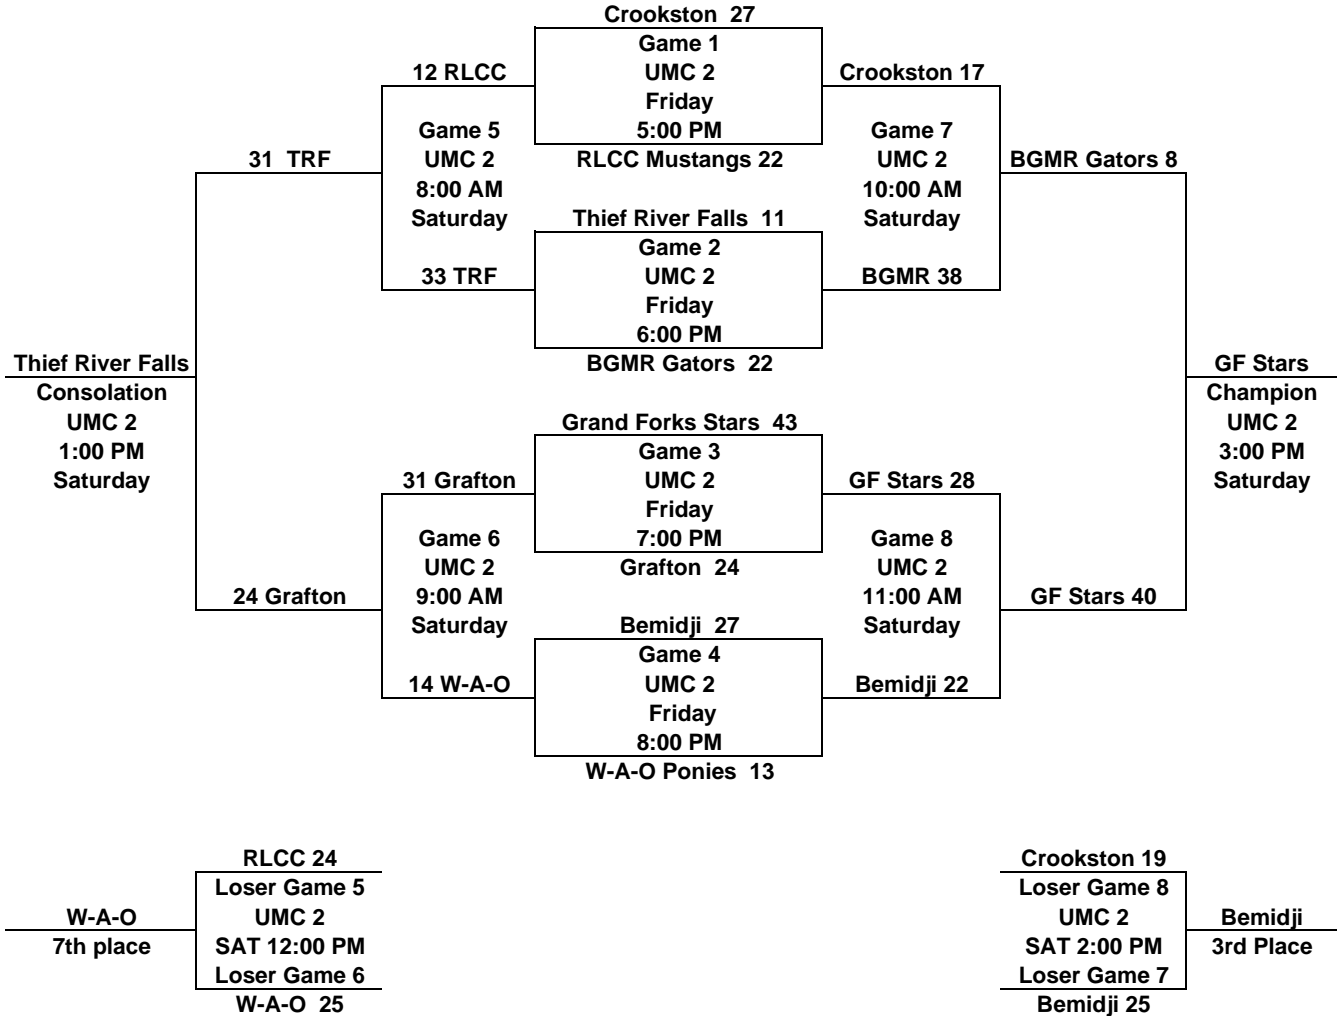 Crookston 27
Game 1
12 RLCC UMC 2 Crookston 17
Friday
Game 5 5:00 PM Game 7
31 TRF UMC 2 RLCC Mustangs 22 UMC 2 BGMR Gators 8
8:00 AM 10:00 AM
Saturday Thief River Falls 11 Saturday
Game 2
33 TRF UMC 2 BGMR 38
Friday
6:00 PM
Thief River Falls BGMR Gators 22 GF Stars
Consolation Champion
UMC 2 Grand Forks Stars 43 UMC 2
1:00 PM Game 3 3:00 PM
Saturday 31 Grafton UMC 2 GF Stars 28 Saturday
Friday
Game 6 7:00 PM Game 8
UMC 2 Grafton 24 UMC 2
24 Grafton 9:00 AM 11:00 AM GF Stars 40
Saturday Bemidji 27 Saturday
Game 4
14 W-A-O UMC 2 Bemidji 22
Friday
8:00 PM
W-A-O Ponies 13
RLCC 24 Crookston 19
Loser Game 5 Loser Game 8
W-A-O UMC 2 UMC 2 Bemidji
7th place SAT 12:00 PM SAT 2:00 PM 3rd Place
Loser Game 6 Loser Game 7
W-A-O 25 Bemidji 25